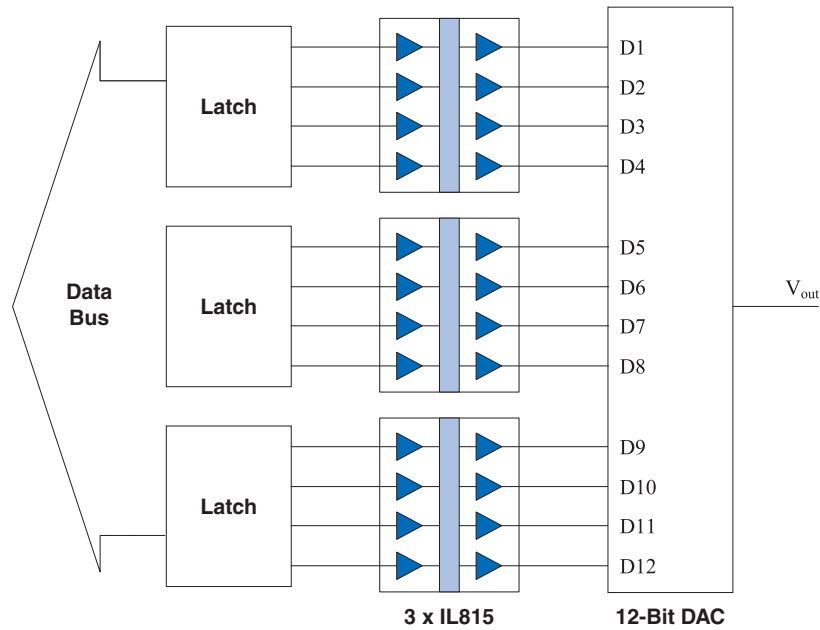 Latch
D1
D2
D3
D4
Data
Bus
Latch
D5
D6
D7
D8
Vout
Latch
D9
D10
D11
D12
3 x IL815
12-Bit DAC